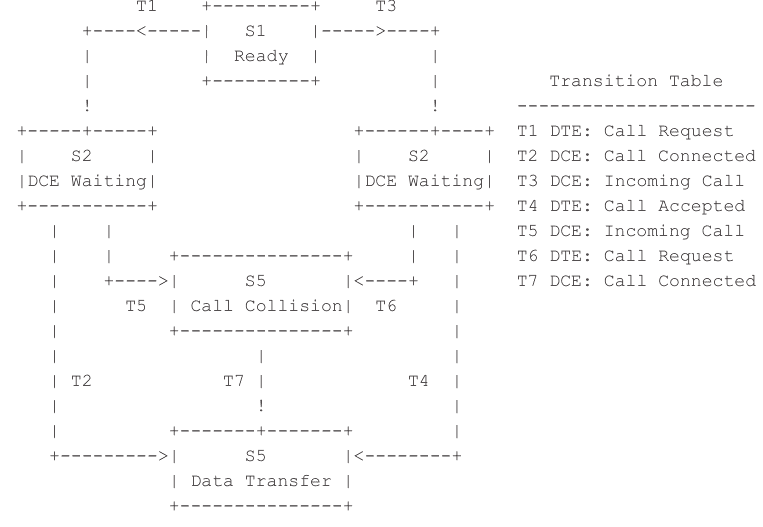 T1    +---------+     T3
      +----<-----|   S1    |---->----+
      |          |  Ready  |          |
      |          +---------+          |           Transition Table
      !                               !       ----------------------
+-----+-----+                  +------+----+  T1 DTE: Call Request
|    S2     |                  |    S2     |  T2 DCE: Call Connected
|DCE Waiting|                  |DCE Waiting|  T3 DCE: Incoming Call
+-----------+                  +-----------+  T4 DTE: Call Accepted
   |    |                           |   |     T5 DCE: Incoming Call
   |    |     +---------------+     |   |     T6 DTE: Call Request
   |    +---->|      S5       |<----+   |     T7 DCE: Call Connected
   |      T5  | Call Collision|  T6     |
   |          +---------------+         |
   |                  |                 |
   | T2            T7 |             T4  |
   |                  !                 |
   |          +-------+-------+         |
   +--------->|      S5       |<--------+
              | Data Transfer |
              +---------------+